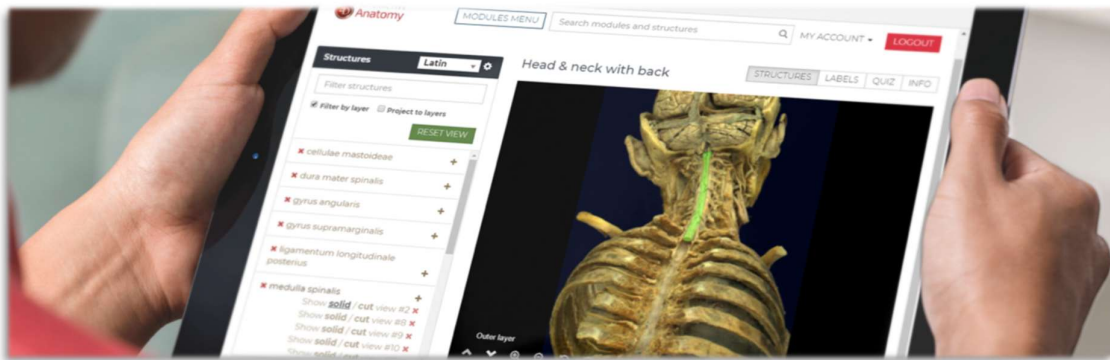 Anatomy
MODULES MENU
Search modules and structures
MY ACCOUNT
LOGOUT
Structures
Latin
Head & neck with back
STRUCTURES
LABELS
QUIZ
INFO
Filter structures
Filter by layer
Project to layers
RESET VIEW
cellulae mastoideae
dura mater spinalis
gyrus angularis
gyrus supramarginalis
ligamentum longitudinale
posterius
medulla spinalis
Show solid / cut view #2
Show solid / cut view #8
Show solid / cut view #9
Show solid / cut view #10
Outer layer